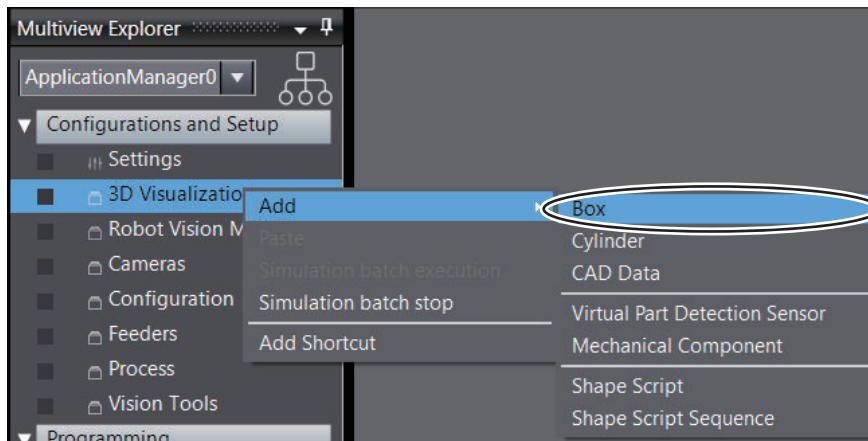 Multiview Explorer
ApplicationManager0
Configurations and Setup
Settings
3D Visualizatio
Robot Vision M
Cameras
Configuration
Feeders
Process
Vision Tools
Programming
Add
Paste
Simulation batch execution
Simulation batch stop
Add Shortcut
Box
Cylinder
CAD Data
Virtual Part Detection Sensor
Mechanical Component
Shape Script
Shape Script Sequence